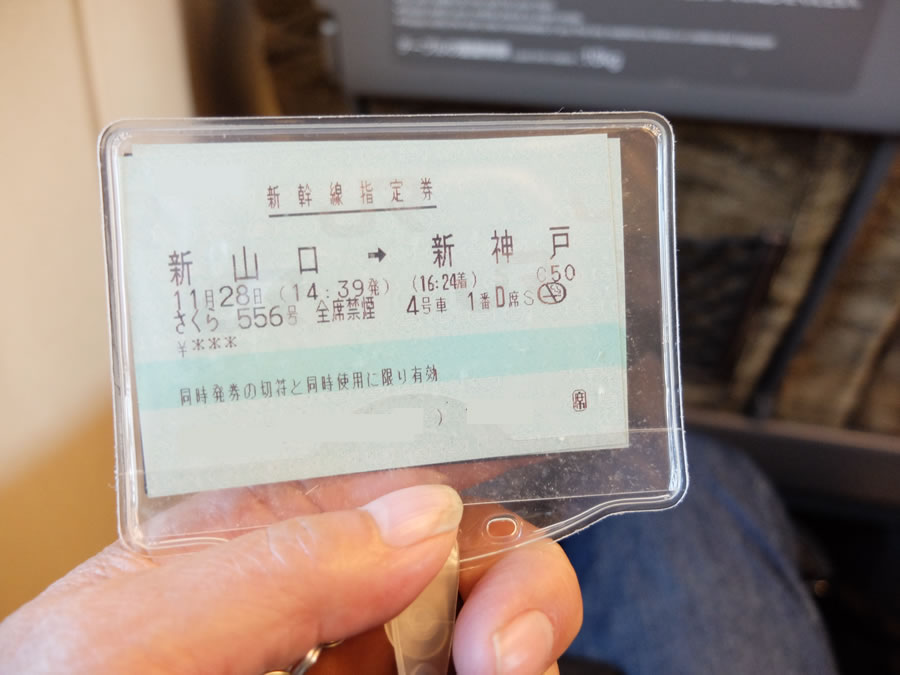 新幹線指定券
新山口 ➡ 新神戸
11月28日 (14:39発) (16:24着) C50
さくら 556号 全席禁煙 4号車 1番D席 S
¥***
同時発券の切符と同時使用に限り有効
)